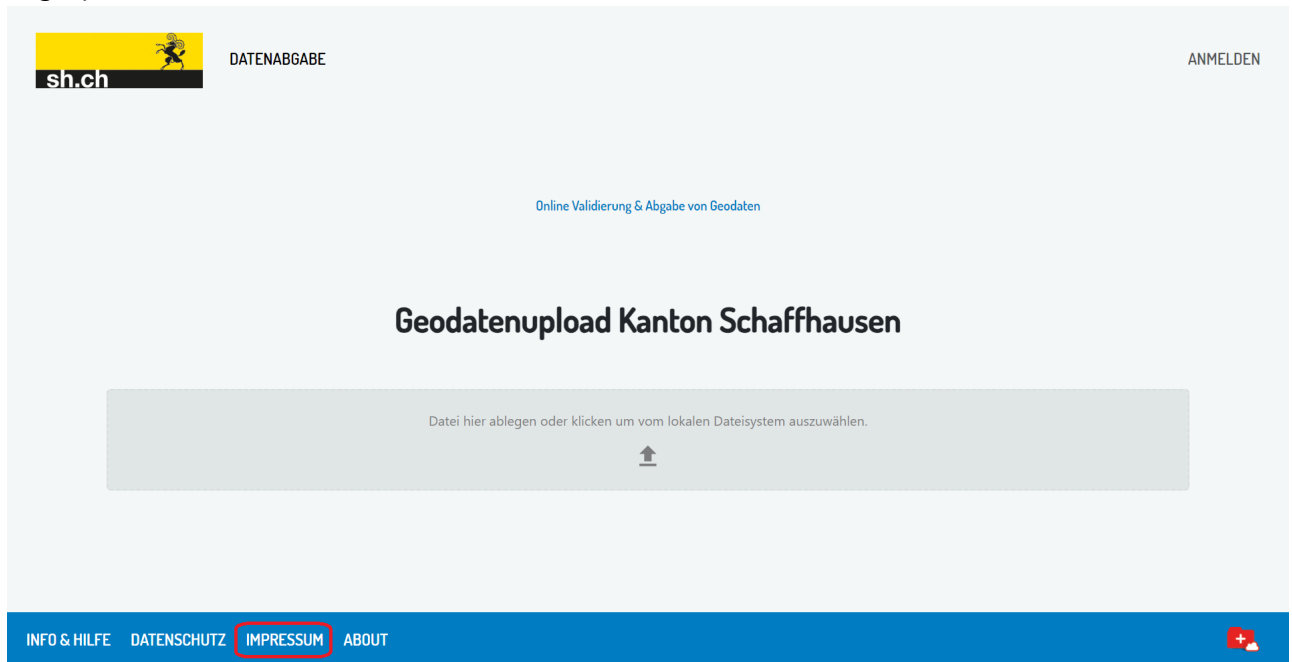 sh.ch
DATENABGABE
ANMELDEN
Online Validierung & Abgabe von Geodaten
Geodatenupload Kanton Schaffhausen
Datei hier ablegen oder klicken um vom lokalen Dateisystem auszuwählen.
INFO & HILFE DATENSCHUTZ IMPRESSUM ABOUT